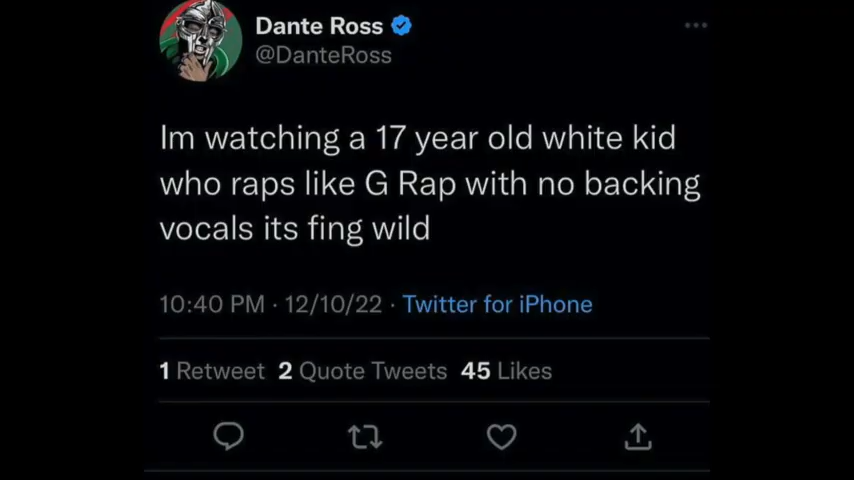 Dante Ross
@DanteRoss
Im watching a 17 year old white kid
who raps like G Rap with no backing
vocals its fing wild
10:40 PM · 12/10/22 · Twitter for iPhone
1 Retweet 2 Quote Tweets 45 Likes